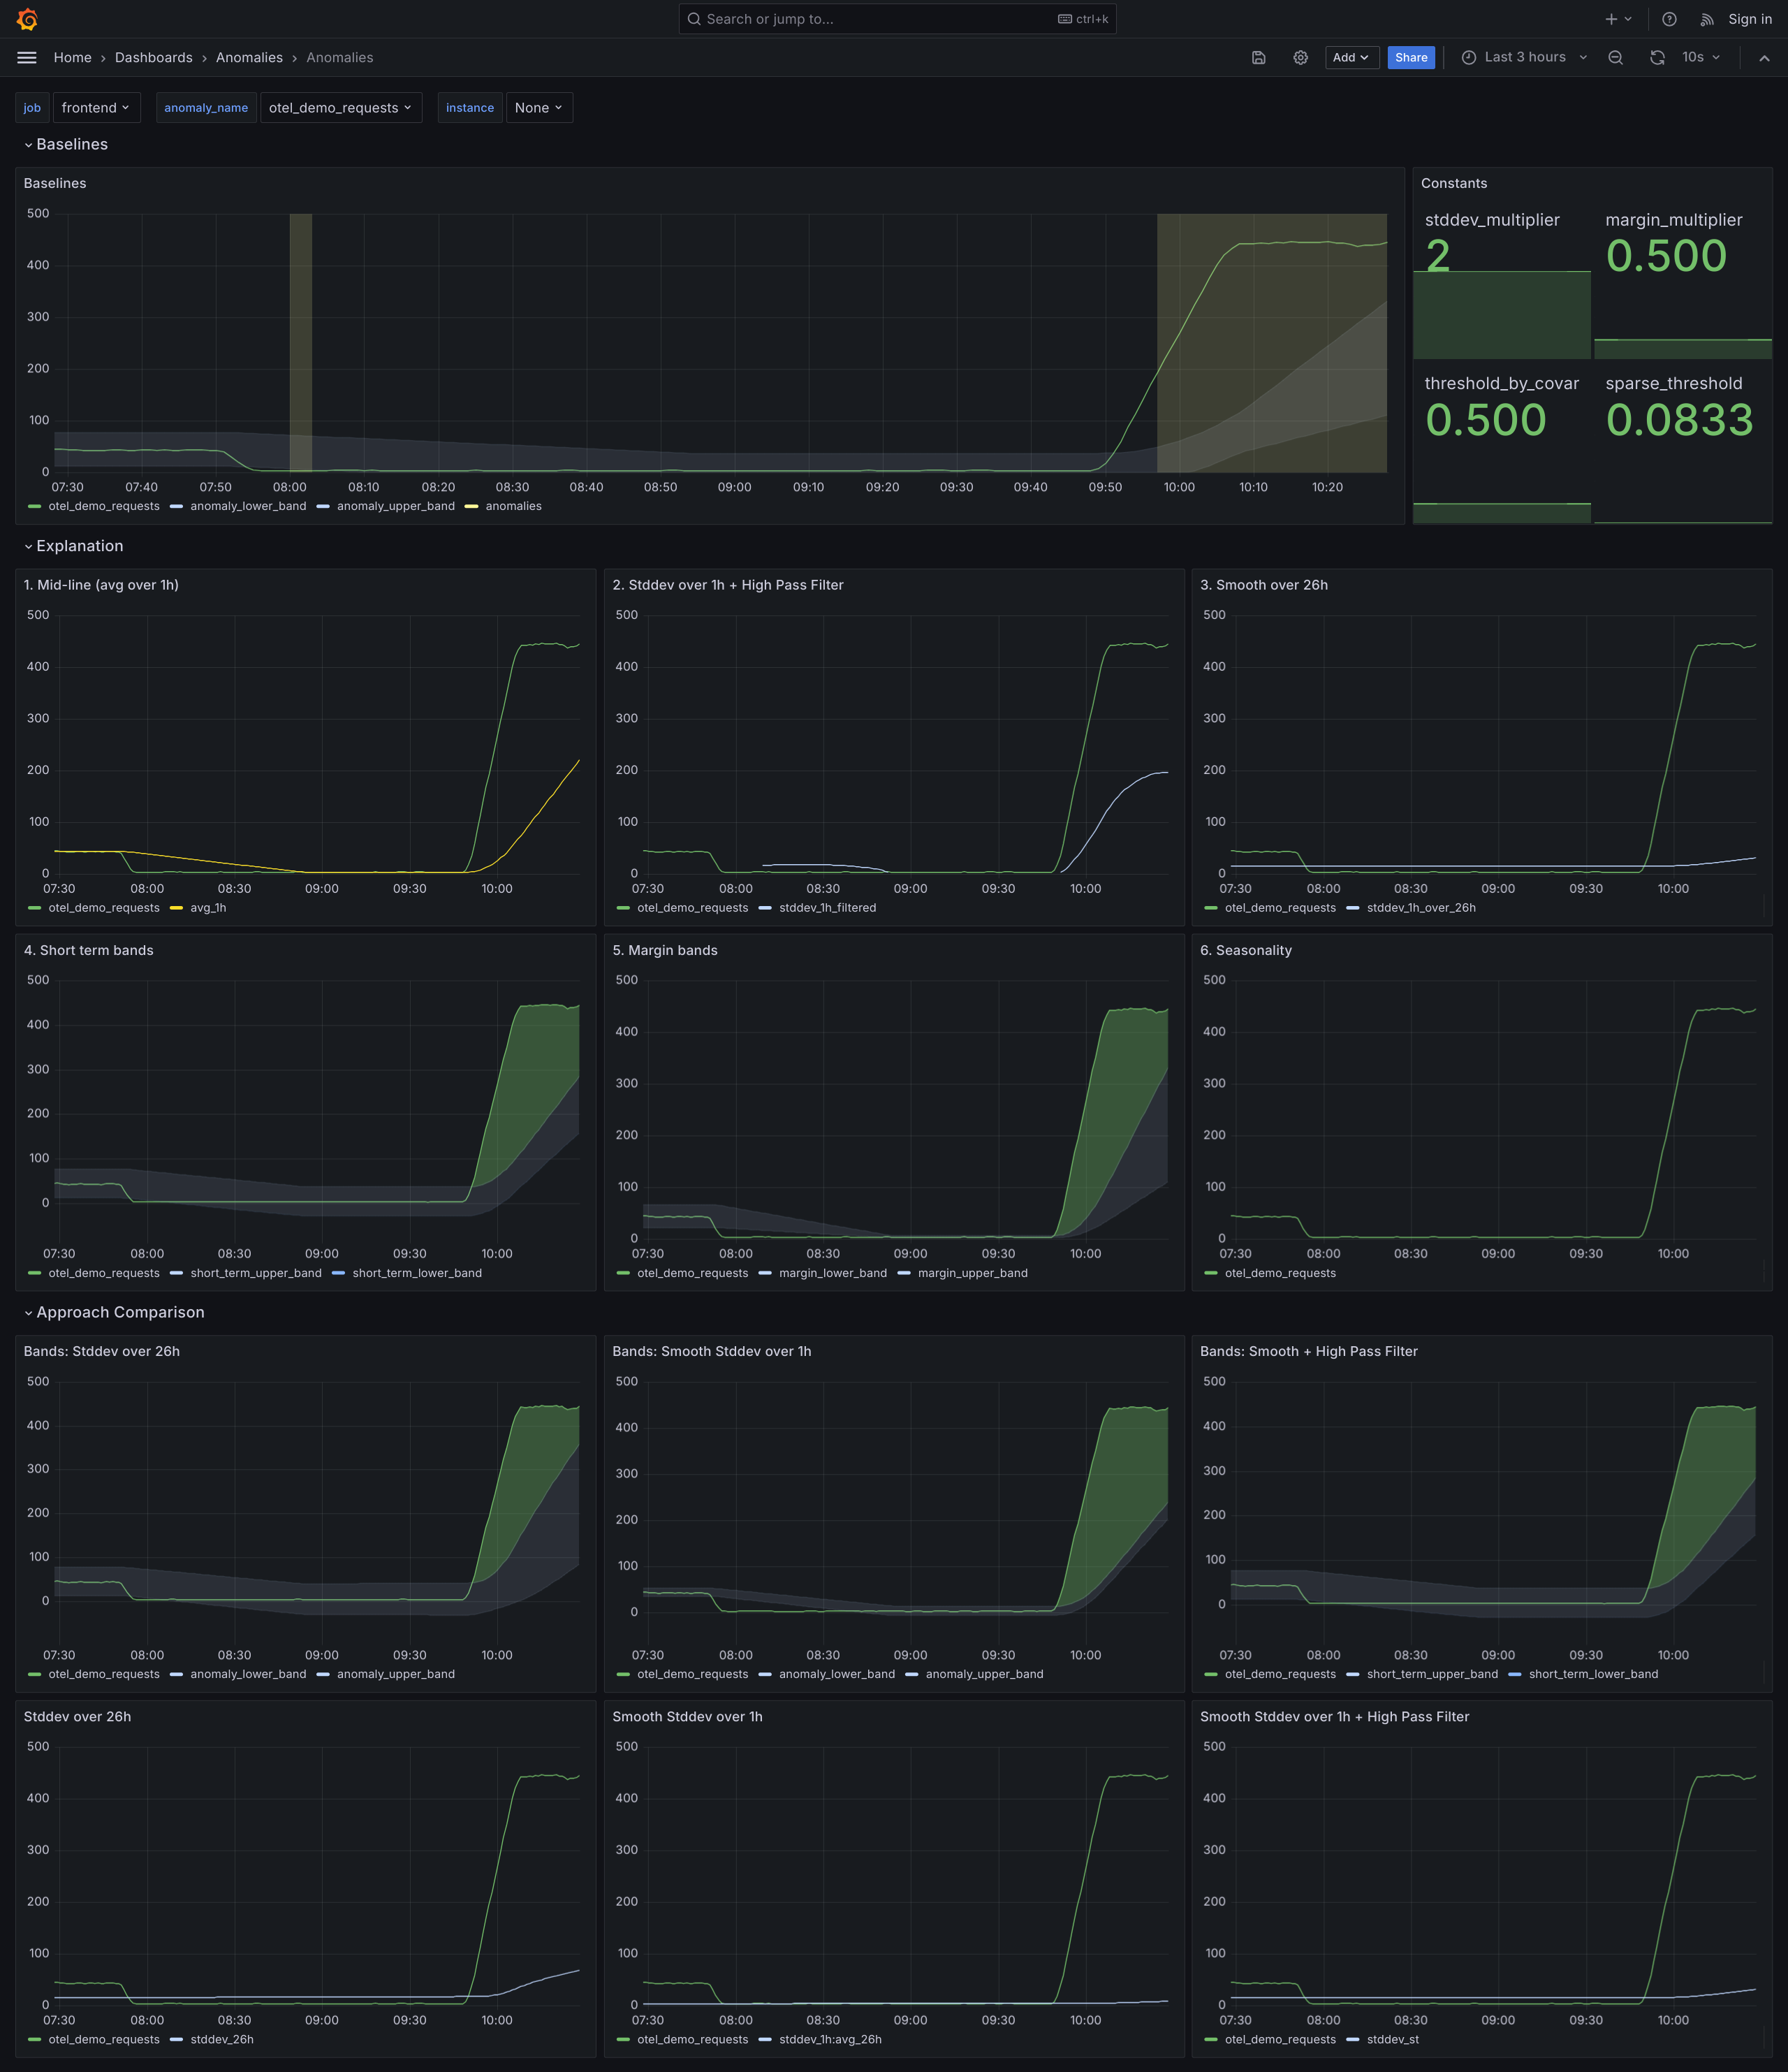 Search or jump to...
ctrl+k
Sign in
Home › Dashboards › Anomalies › Anomalies
Add
Share
Last 3 hours
10s
job
frontend
anomaly_name
otel_demo_requests
instance
None
Baselines
Baselines
500
400
300
200
100
0
07:30 07:40 07:50 08:00 08:10 08:20 08:30 08:40 08:50 09:00 09:10 09:20 09:30 09:40 09:50 10:00 10:10 10:20
otel_demo_requests anomaly_lower_band anomaly_upper_band anomalies
Constants
stddev_multiplier
2
margin_multiplier
0.500
threshold_by_covar
0.500
sparse_threshold
0.0833
Explanation
1. Mid-line (avg over 1h)
500
400
300
200
100
0
07:30 08:00 08:30 09:00 09:30 10:00
otel_demo_requests avg_1h
2. Stddev over 1h + High Pass Filter
500
400
300
200
100
0
07:30 08:00 08:30 09:00 09:30 10:00
otel_demo_requests stddev_1h_filtered
3. Smooth over 26h
500
400
300
200
100
0
07:30 08:00 08:30 09:00 09:30 10:00
otel_demo_requests stddev_1h_over_26h
4. Short term bands
500
400
300
200
100
0
07:30 08:00 08:30 09:00 09:30 10:00
otel_demo_requests short_term_upper_band short_term_lower_band
5. Margin bands
500
400
300
200
100
0
07:30 08:00 08:30 09:00 09:30 10:00
otel_demo_requests margin_lower_band margin_upper_band
6. Seasonality
500
400
300
200
100
0
07:30 08:00 08:30 09:00 09:30 10:00
otel_demo_requests
Approach Comparison
Bands: Stddev over 26h
500
400
300
200
100
0
07:30 08:00 08:30 09:00 09:30 10:00
otel_demo_requests anomaly_lower_band anomaly_upper_band
Bands: Smooth Stddev over 1h
500
400
300
200
100
0
07:30 08:00 08:30 09:00 09:30 10:00
otel_demo_requests anomaly_lower_band anomaly_upper_band
Bands: Smooth + High Pass Filter
500
400
300
200
100
0
07:30 08:00 08:30 09:00 09:30 10:00
otel_demo_requests short_term_upper_band short_term_lower_band
Stddev over 26h
500
400
300
200
100
0
07:30 08:00 08:30 09:00 09:30 10:00
otel_demo_requests stddev_26h
Smooth Stddev over 1h
500
400
300
200
100
0
07:30 08:00 08:30 09:00 09:30 10:00
otel_demo_requests stddev_1h:avg_26h
Smooth Stddev over 1h + High Pass Filter
500
400
300
200
100
0
07:30 08:00 08:30 09:00 09:30 10:00
otel_demo_requests stddev_st